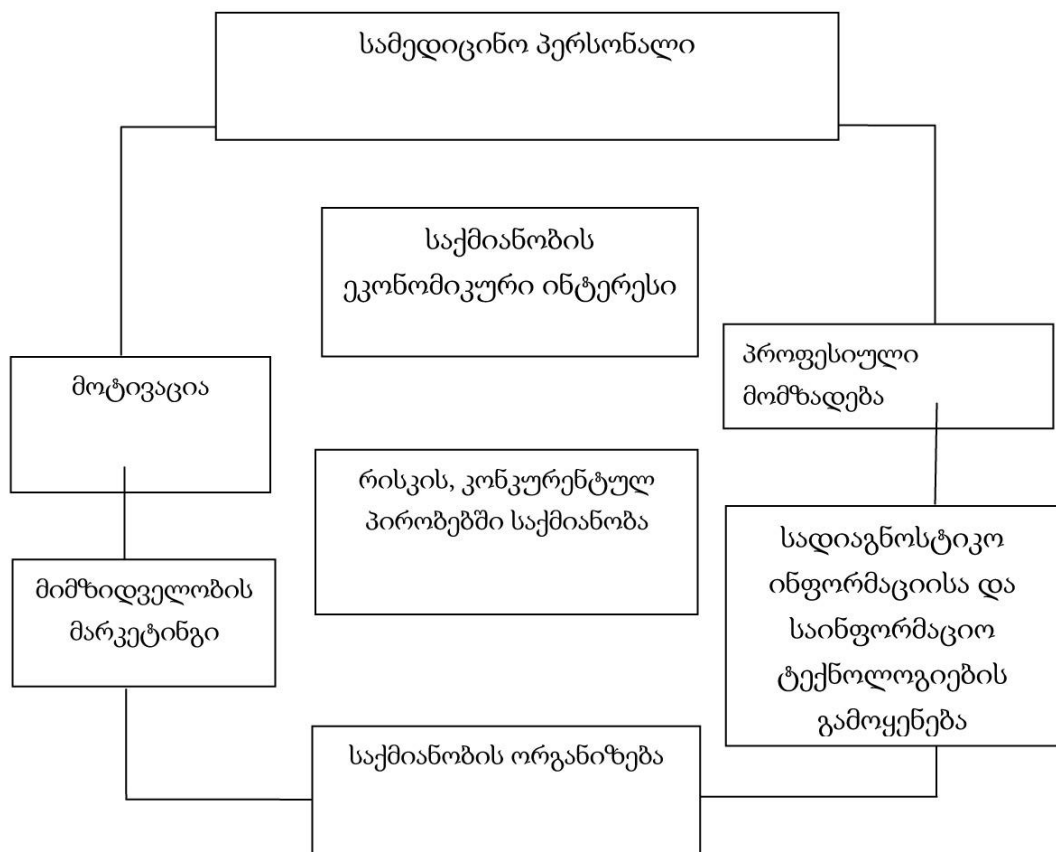 სამედიცინო პერსონალი
საქმიანობის
ეკონომიკური ინტერესი
პროფესიული
მომზადება
მოტივაცია
რისკის, კონკურენტულ
პირობებში საქმიანობა
სადიაგნოსტიკო
ინფორმაციისა და
საინფორმაციო
ტექნოლოგიების
გამოყენება
მიმზიდველობის
მარკეტინგი
საქმიანობის ორგანიზება